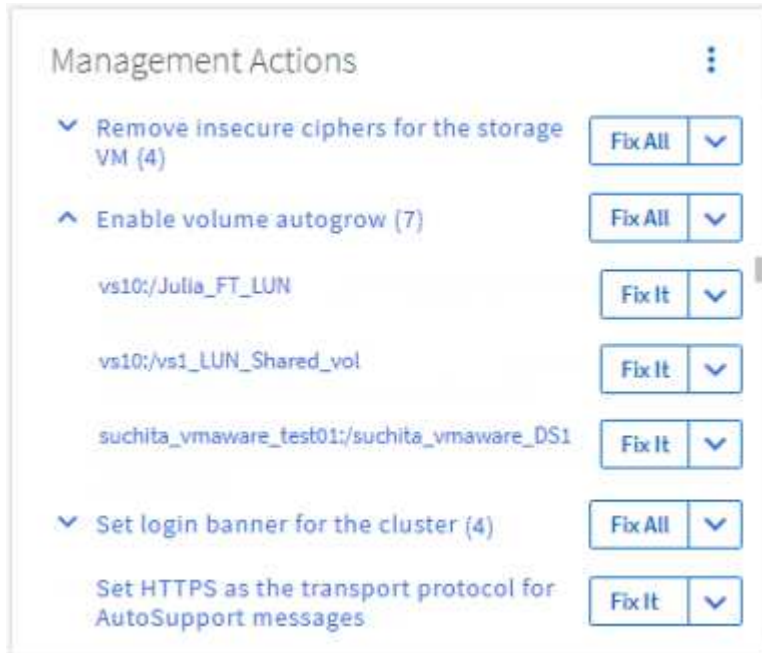 Management Actions
Remove insecure ciphers for the storage
VM (4)
Fix All
Enable volume autogrow (7)
Fix All
vs10:/Julia_FT_LUN
Fix It
vs10:/vs1_LUN_Shared_vol
Fix It
suchita_vmaware_test01:/suchita_vmaware_DS1
Fix It
Set login banner for the cluster (4)
Fix All
Set HTTPS as the transport protocol for
AutoSupport messages
Fix It